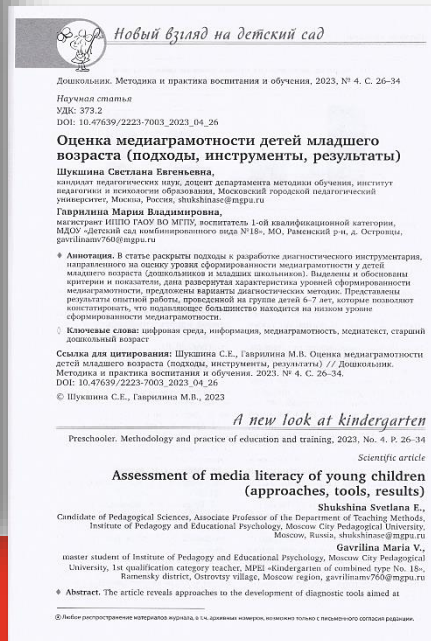 Новый взгляд на детский сад
Дошкольник. Методика и практика воспитания и обучения, 2023, № 4. С. 26–34
Научная статья
УДК: 373.2
DOI: 10.47639/2223-7003_2023_04_26
Оценка медиаграмотности детей младшего
возраста (подходы, инструменты, результаты)
Шукшина Светлана Евгеньевна,
кандидат педагогических наук, доцент департамента методики обучения, институт
педагогики и психологии образования, Московский городской педагогический
университет, Москва, Россия, shukshinase@mgpu.ru
Гаврилина Мария Владимировна,
магистрант ИППО ГАОУ ВО МГПУ, воспитатель 1-ой квалификационной категории,
МДОУ «Детский сад комбинированного вида №18», МО, Раменский р-н, д. Островцы,
gavrilinamv760@mgpu.ru
♦ Аннотация. В статье раскрыты подходы к разработке диагностического инструментария,
направленного на оценку уровня сформированности медиаграмотности у детей
младшего возраста (дошкольников и младших школьников). Выделены и обоснованы
критерии и показатели, дана развернутая характеристика уровней сформированности
медиаграмотности, предложены варианты диагностических методик. Представлены
результаты опытной работы, проведенной на группе детей 6–7 лет, которые позволяют
констатировать, что подавляющее большинство находится на низком уровне
сформированности медиаграмотности.
◊ Ключевые слова: цифровая среда, информация, медиаграмотность, медиатекст, старший
дошкольный возраст
Ссылка для цитирования: Шукшина С.Е., Гаврилина М.В. Оценка медиаграмотности
детей младшего возраста (подходы, инструменты, результаты) // Дошкольник.
Методика и практика воспитания и обучения. 2023. № 4. С. 26–34.
DOI: 10.47639/2223-7003_2023_04_26
© Шукшина С.Е., Гаврилина М.В., 2023
A new look at kindergarten
Preschooler. Methodology and practice of education and training, 2023, No. 4. P. 26–34
Scientific article
Assessment of media literacy of young children
(approaches, tools, results)
Shukshina Svetlana E.,
Candidate of Pedagogical Sciences, Associate Professor of the Department of Teaching Methods,
Institute of Pedagogy and Educational Psychology, Moscow City Pedagogical University,
Moscow, Russia, shukshinase@mgpu.ru
Gavrilina Maria V.,
master student of Institute of Pedagogy and Educational Psychology, Moscow City Pedagogical
University, 1st qualification category teacher, MPEI «Kindergarten of combined type No. 18»,
Ramensky district, Ostrovtsy village, Moscow region, gavrilinamv760@mgpu.ru
♦ Abstract. The article reveals approaches to the development of diagnostic tools aimed at
® Любое распространение материалов журнала, в т.ч. архивных номеров, возможно только с письменного согласия редакции.